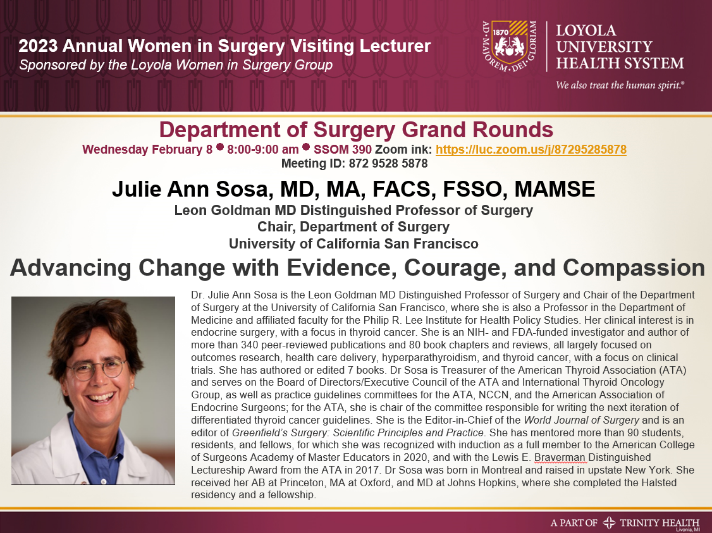 2023 Annual Women in Surgery Visiting Lecturer
Sponsored by the Loyola Women in Surgery Group
AD·MAJOREM·DEI·GLORIAM
1870
LOYOLA
UNIVERSITY
HEALTH SYSTEM
We also treat the human spirit.®
Department of Surgery Grand Rounds
Wednesday February 8 ● 8:00-9:00 am ● SSOM 390 Zoom ink: https://luc.zoom.us/j/87295285878
Meeting ID: 872 9528 5878
Julie Ann Sosa, MD, MA, FACS, FSSO, MAMSE
Leon Goldman MD Distinguished Professor of Surgery
Chair, Department of Surgery
University of California San Francisco
Advancing Change with Evidence, Courage, and Compassion
Dr. Julie Ann Sosa is the Leon Goldman MD Distinguished Professor of Surgery and Chair of the Department
of Surgery at the University of California San Francisco, where she is also a Professor in the Department of
Medicine and affiliated faculty for the Philip R. Lee Institute for Health Policy Studies. Her clinical interest is in
endocrine surgery, with a focus in thyroid cancer. She is an NIH- and FDA-funded investigator and author of
more than 340 peer-reviewed publications and 80 book chapters and reviews, all largely focused on
outcomes research, health care delivery, hyperparathyroidism, and thyroid cancer, with a focus on clinical
trials. She has authored or edited 7 books. Dr Sosa is Treasurer of the American Thyroid Association (ATA)
and serves on the Board of Directors/Executive Council of the ATA and International Thyroid Oncology
Group, as well as practice guidelines committees for the ATA, NCCN, and the American Association of
Endocrine Surgeons; for the ATA, she is chair of the committee responsible for writing the next iteration of
differentiated thyroid cancer guidelines. She is the Editor-in-Chief of the World Journal of Surgery and is an
editor of Greenfield's Surgery: Scientific Principles and Practice. She has mentored more than 90 students,
residents, and fellows, for which she was recognized with induction as a full member to the American College
of Surgeons Academy of Master Educators in 2020, and with the Lewis E. Braverman Distinguished
Lectureship Award from the ATA in 2017. Dr Sosa was born in Montreal and raised in upstate New York. She
received her AB at Princeton, MA at Oxford, and MD at Johns Hopkins, where she completed the Halsted
residency and a fellowship.
A PART OF TRINITY HEALTH
Livonia, MI